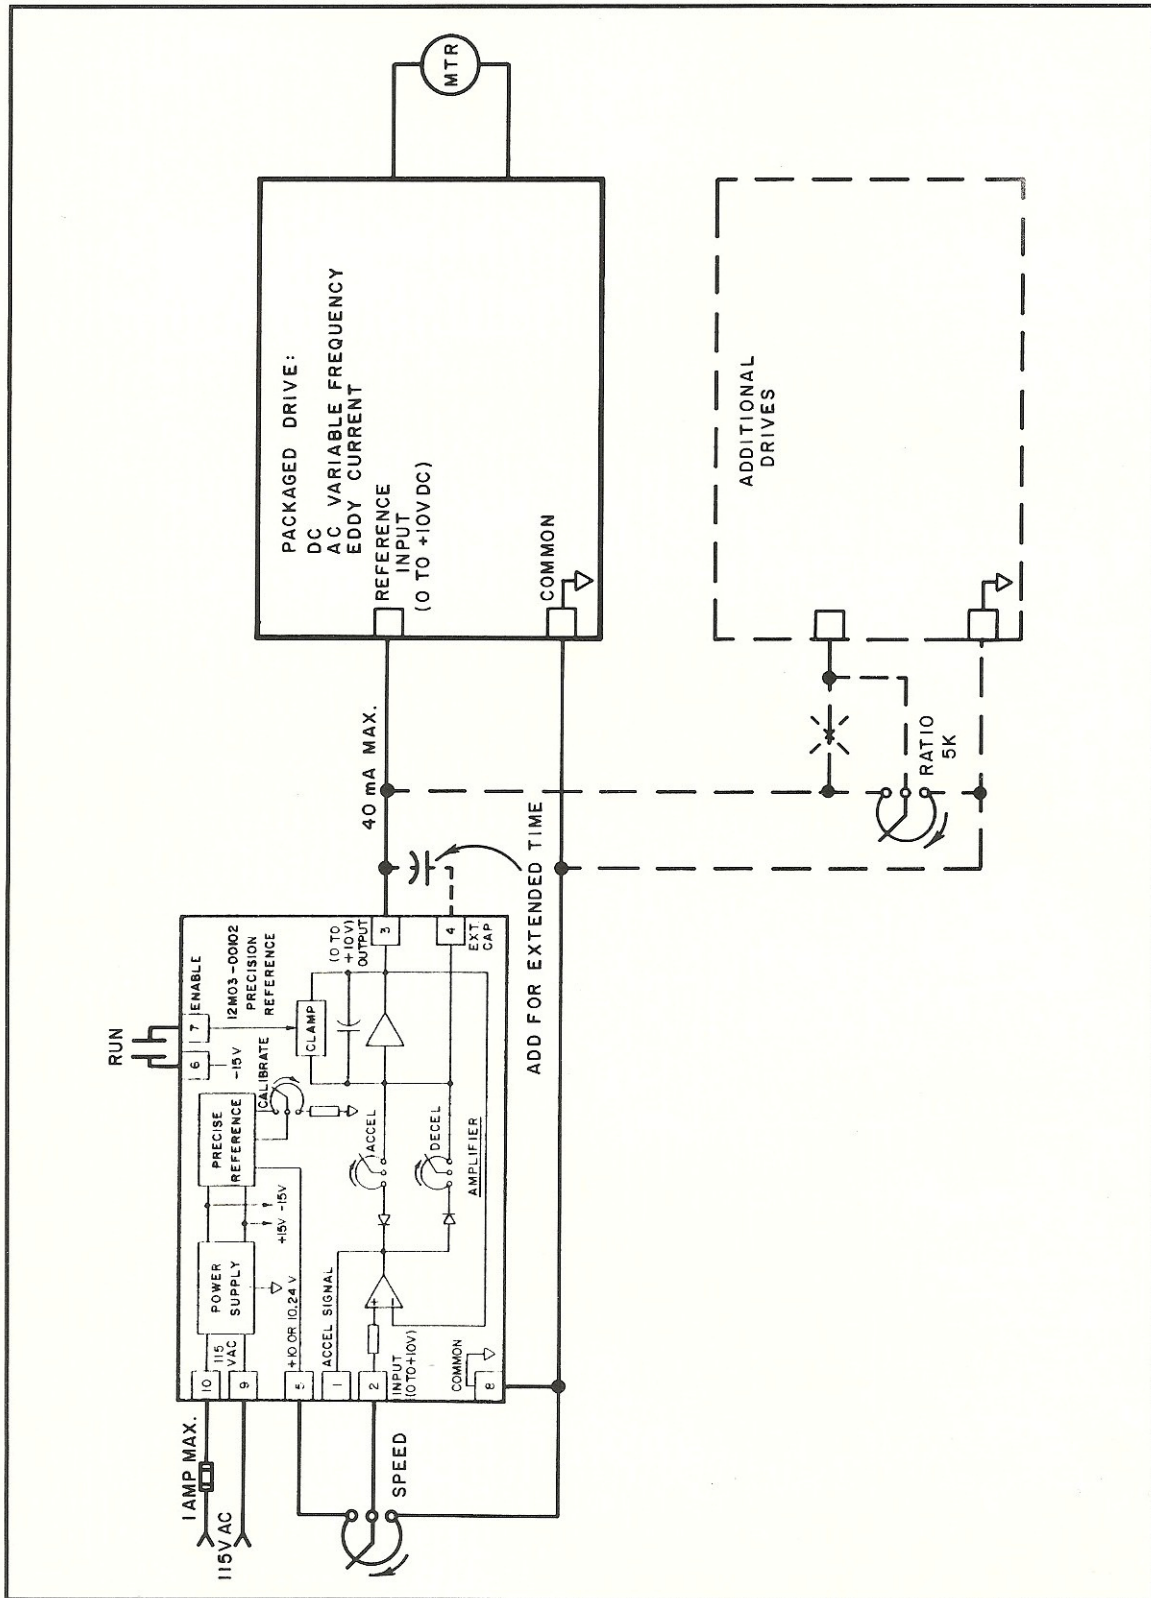 1 AMP MAX.
115V AC
SPEED
10
9
115
VAC
5
+10 OR 10.24 V
1
ACCEL SIGNAL
2
INPUT
(0 TO +10V)
8
COMMON
POWER
SUPPLY
+15V -15V
PRECISE
REFERENCE
CALIBRATE
RUN
6
-15V
7
ENABLE
12M03-00102
PRECISION
REFERENCE
CLAMP
ACCEL
DECEL
AMPLIFIER
+
−
(0 TO
+10V)
OUTPUT
3
4
EXT.
CAP
ADD FOR EXTENDED TIME
40 mA MAX.
PACKAGED DRIVE:
DC
AC VARIABLE FREQUENCY
EDDY CURRENT
REFERENCE
INPUT
(0 TO +10VDC)
COMMON
MTR
RATIO
5K
ADDITIONAL
DRIVES